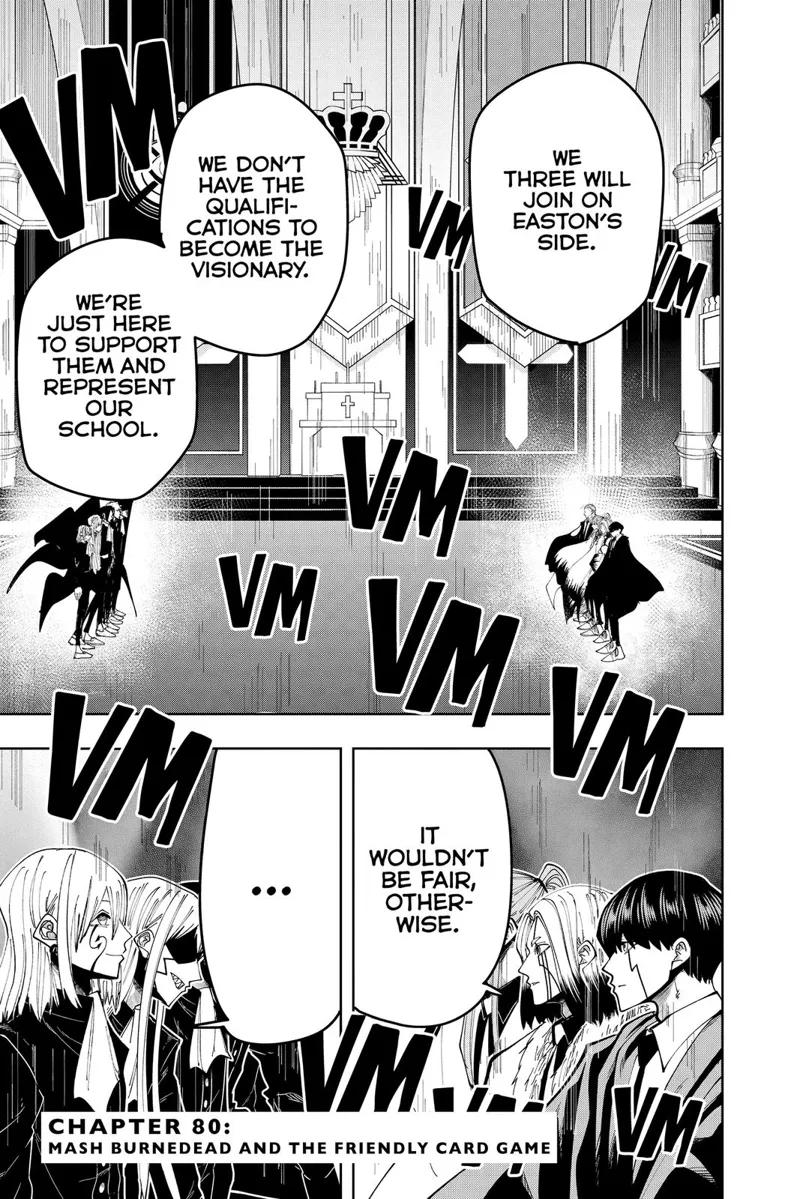 WE
THREE WILL
JOIN ON
EASTON'S
SIDE.
WE DON'T
HAVE THE
QUALIFI-
CATIONS TO
BECOME THE
VISIONARY.
WE'RE
JUST HERE
TO SUPPORT
THEM AND
REPRESENT
OUR
SCHOOL.
VM
VM
VM
VM
VM
VM
VM
VM
IT
WOULDN'T
BE FAIR,
OTHER-
WISE.
...
VM
VM
VM
CHAPTER 80:
MASH BURNEDEAD AND THE FRIENDLY CARD GAME